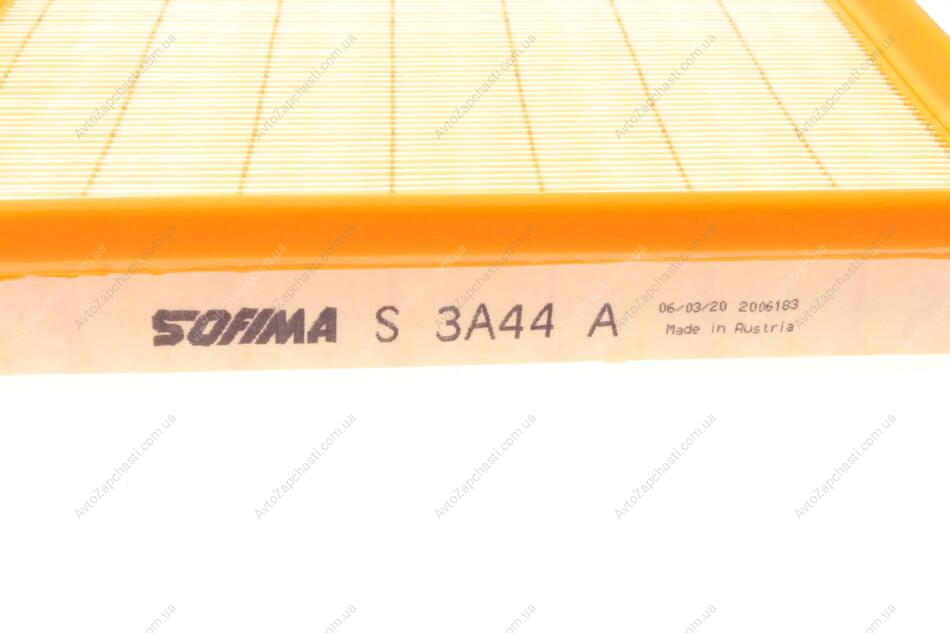 SOFIMA S 3A44 A
06/03/20 2006183
Made in Austria
AvtoZapchasti.com.ua